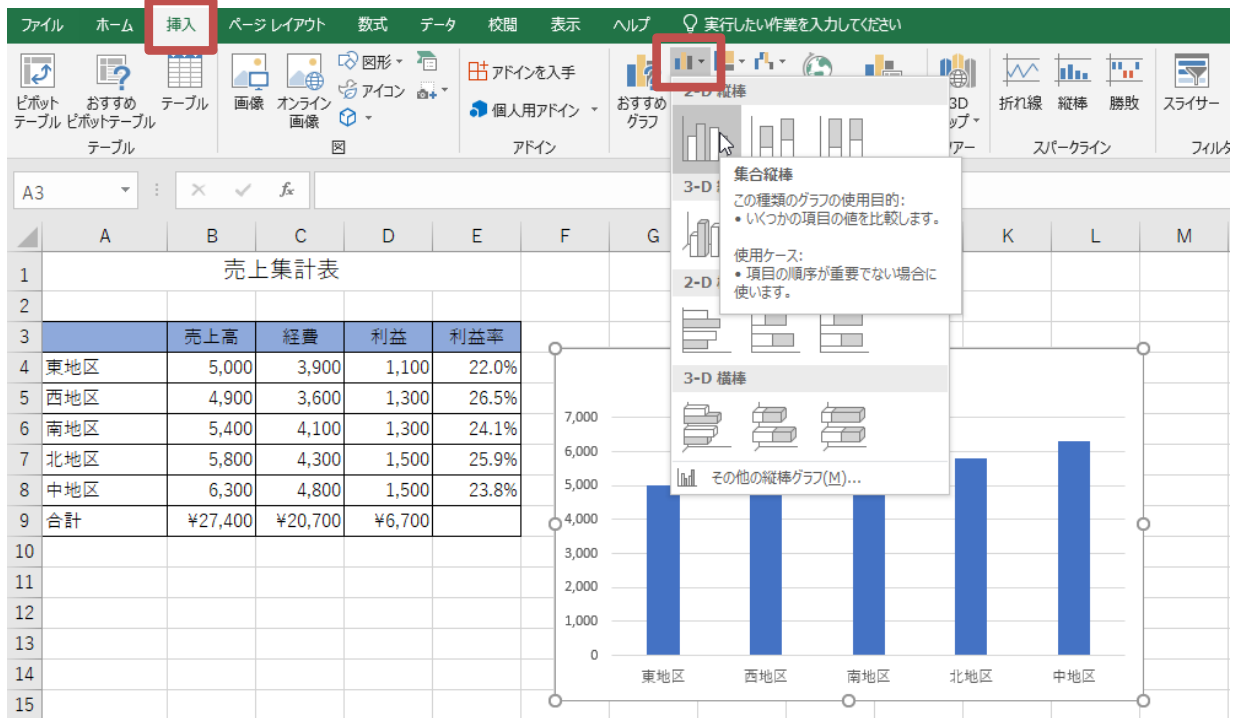 ファイル ホーム 挿入 ページ レイアウト 数式 データ 校閲 表示 ヘルプ 実行したい作業を入力してください
ピボット
テーブル
おすすめ
ピボットテーブル
テーブル
テーブル
画像
オンライン
画像
図形
アイコン
図
アドインを入手
個人用アドイン
アドイン
おすすめ
グラフ
3D
折れ線 縦棒 勝敗
スパークライン
スライサー
2-D 縦棒
集合縦棒
この種類のグラフの使用目的:
• いくつかの項目の値を比較します。
使用ケース:
• 項目の順序が重要でない場合に
使います。
3-D
2-D
3-D 横棒
その他の縦棒グラフ(M)...
A3 fx
A B C D E F G K L M
1 売上集計表
2
3 売上高 経費 利益 利益率
4 東地区 5,000 3,900 1,100 22.0%
5 西地区 4,900 3,600 1,300 26.5%
6 南地区 5,400 4,100 1,300 24.1%
7 北地区 5,800 4,300 1,500 25.9%
8 中地区 6,300 4,800 1,500 23.8%
9 合計 ¥27,400 ¥20,700 ¥6,700
10
11
12
13
14
15
7,000
6,000
5,000
4,000
3,000
2,000
1,000
0
東地区 西地区 南地区 北地区 中地区